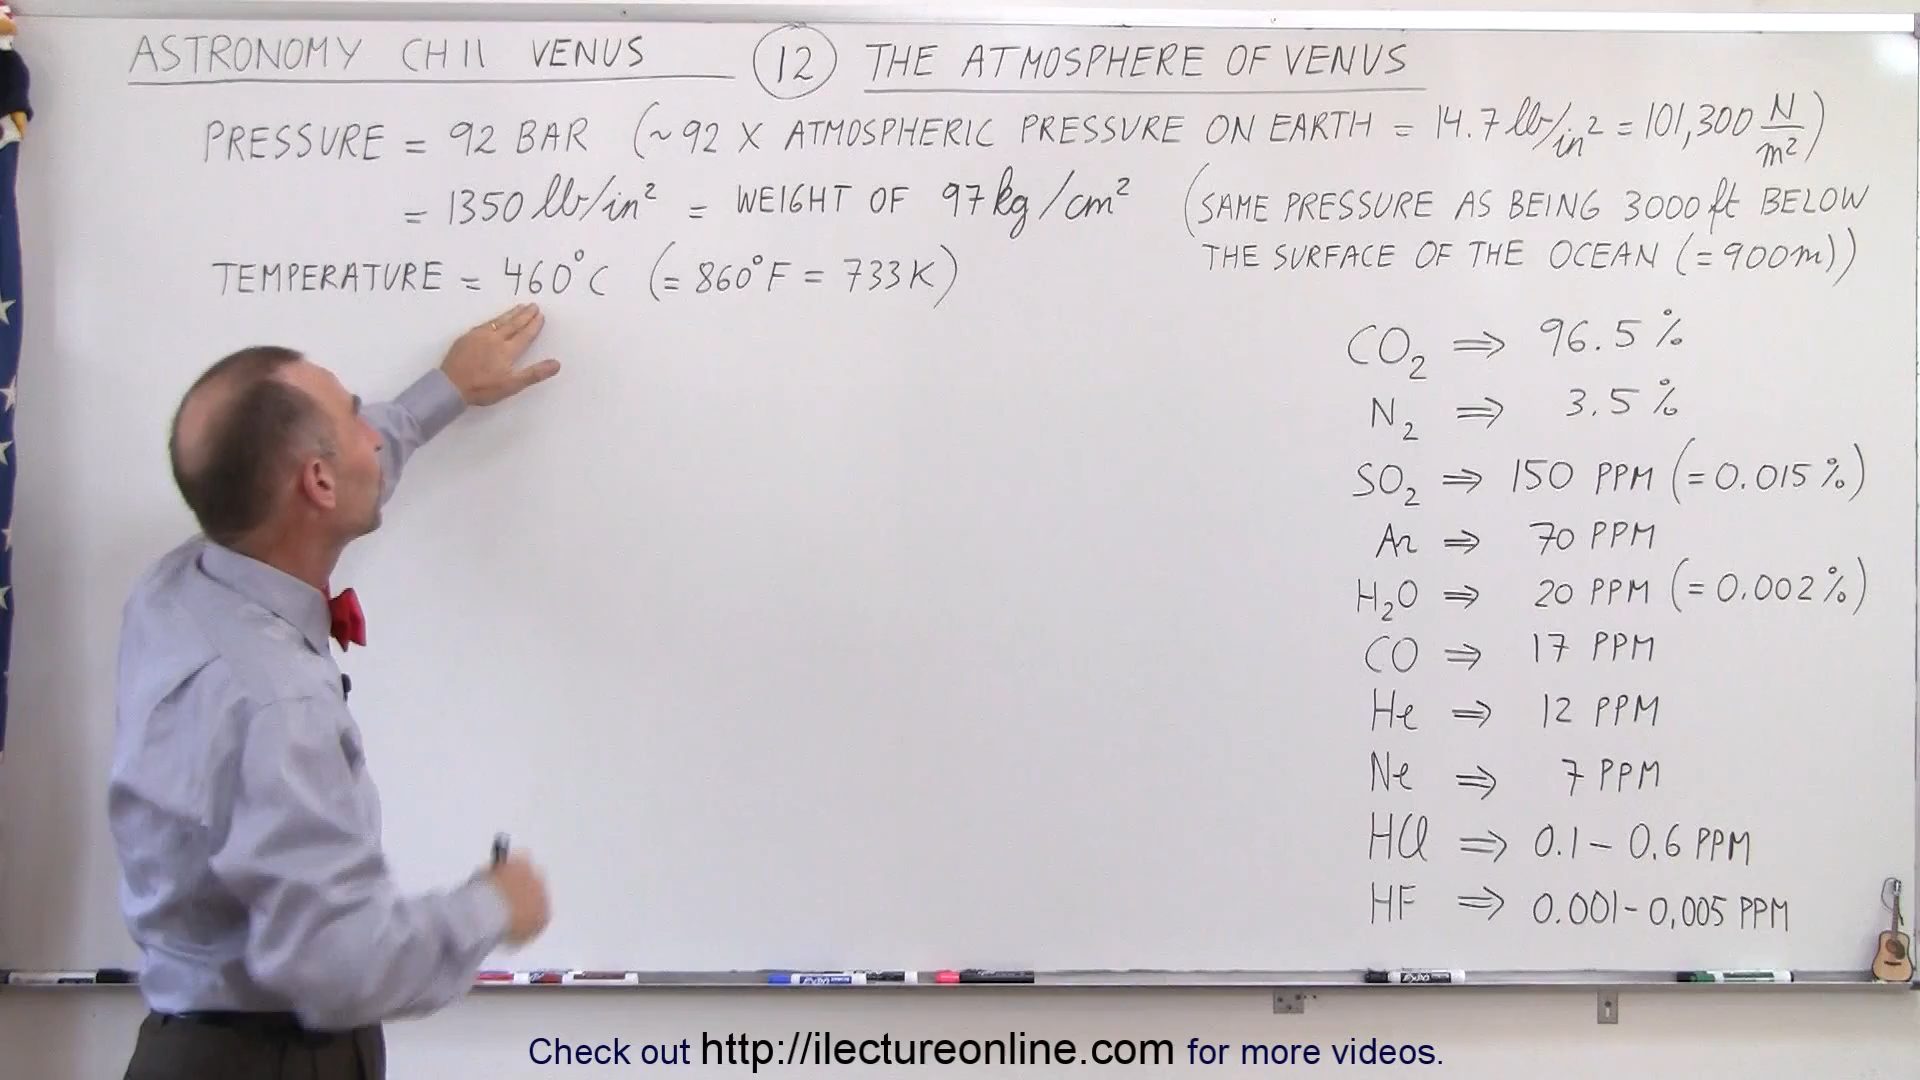 ASTRONOMY CH 11 VENUS (12) THE ATMOSPHERE OF VENUS
PRESSURE = 92 BAR (~92 X ATMOSPHERIC PRESSURE ON EARTH = 14.7 lb/in² = 101,300 N/m²)
= 1350 lb/in² = WEIGHT OF 97 kg/cm² (SAME PRESSURE AS BEING 3000 ft BELOW
THE SURFACE OF THE OCEAN (=900m))
TEMPERATURE = 460°C (= 860°F = 733K)
CO₂ ⇒ 96.5 %
N₂ ⇒ 3.5 %
SO₂ ⇒ 150 PPM (= 0.015 %)
Ar ⇒ 70 PPM
H₂O ⇒ 20 PPM (= 0.002 %)
CO ⇒ 17 PPM
He ⇒ 12 PPM
Ne ⇒ 7 PPM
HCl ⇒ 0.1 – 0.6 PPM
HF ⇒ 0.001 – 0,005 PPM
Check out http://ilectureonline.com for more videos.